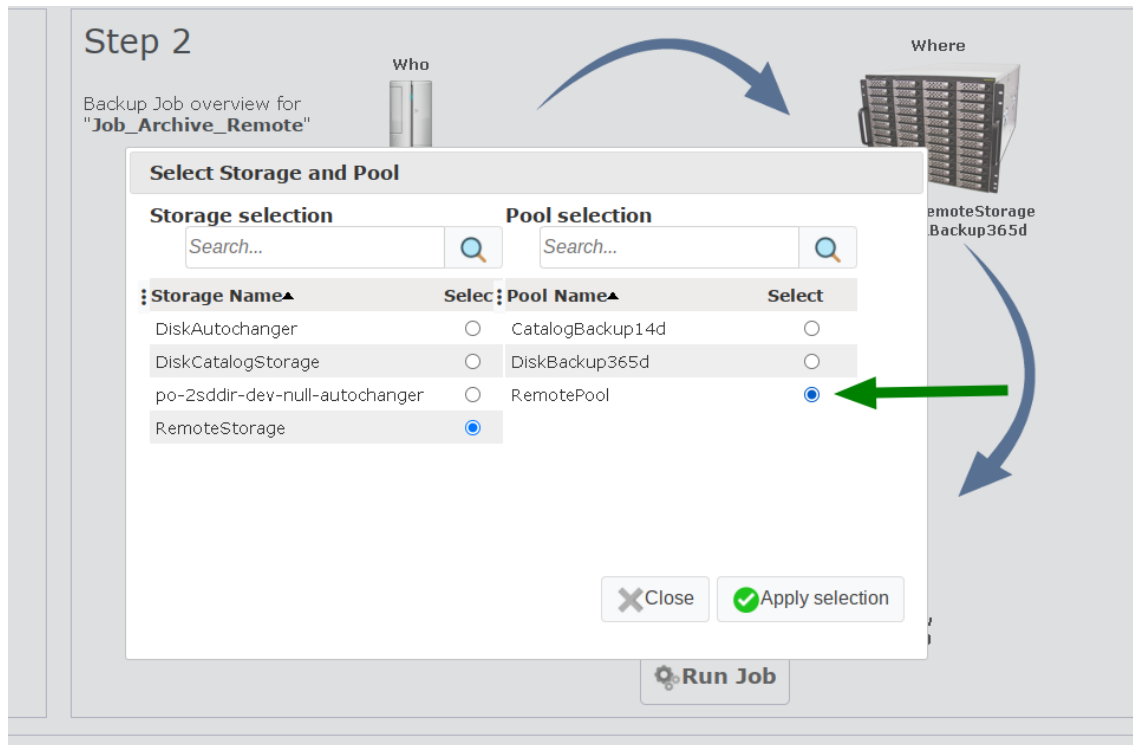 Step 2
Who
Where
Backup Job overview for
"Job_Archive_Remote"
Select Storage and Pool
Storage selection
Pool selection
Search...
Search...
Storage Name
Selec
Pool Name
Select
DiskAutochanger
CatalogBackup14d
DiskCatalogStorage
DiskBackup365d
po-2sddir-dev-null-autochanger
RemotePool
RemoteStorage
emoteStorage
Backup365d
Close
Apply selection
Run Job